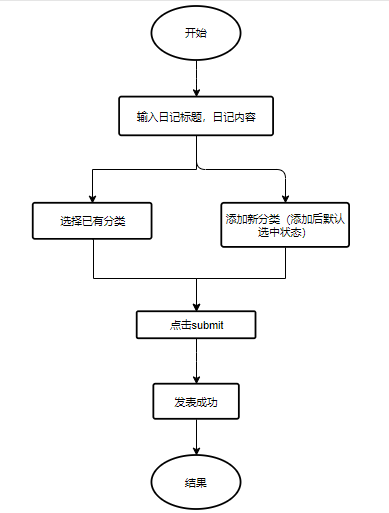 开始
输入日记标题，日记内容
选择已有分类
添加新分类（添加后默认
选中状态）
点击submit
发表成功
结果